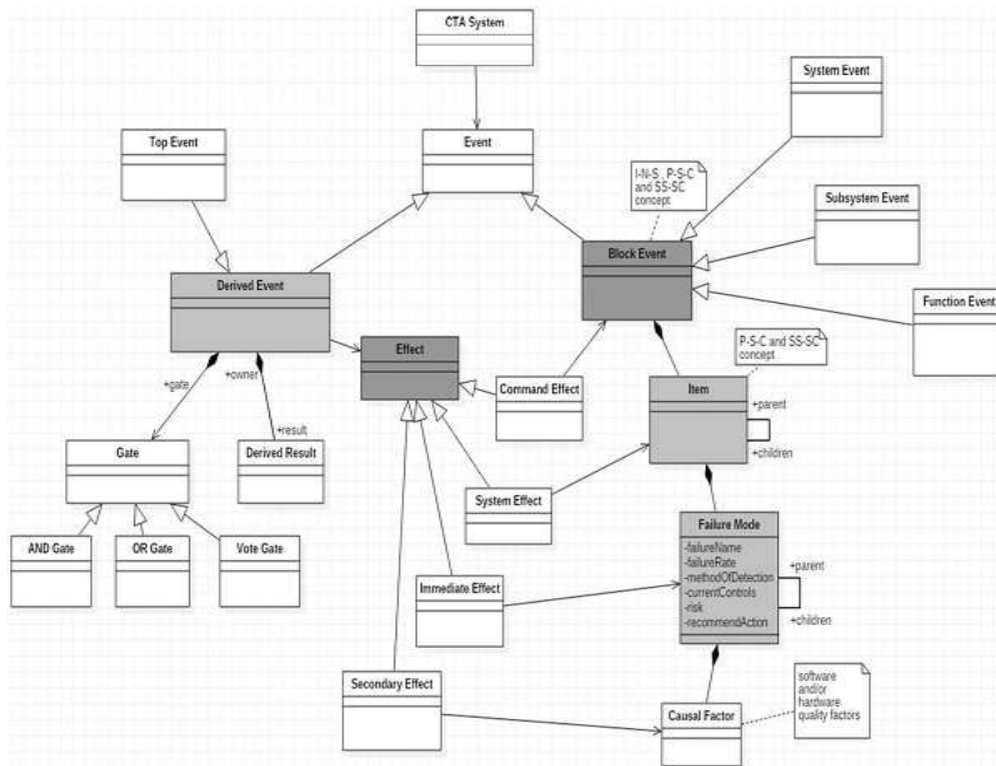 CTA System
System Event
Top Event
Event
I-N-S , P-S-C
and SS-SC
concept
Subsystem Event
Block Event
Derived Event
Function Event
Effect
P-S-C and SS-SC
concept
+gate
+owner
Command Effect
Item
+parent
+result
+children
Gate
Derived Result
System Effect
Failure Mode
AND Gate
OR Gate
Vote Gate
-failureName
-failureRate
-methodOfDetection
-currentControls
-risk
-recommendAction
+parent
+children
Immediate Effect
Secondary Effect
software
and/or
hardware
quality factors
Causal Factor